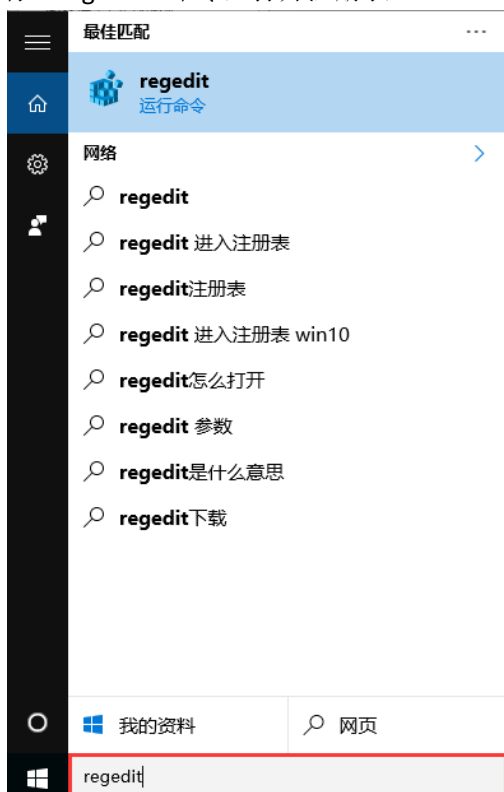 最佳匹配
regedit
运行命令
网络
regedit
regedit 进入注册表
regedit注册表
regedit 进入注册表 win10
regedit怎么打开
regedit 参数
regedit是什么意思
regedit下载
我的资料
网页
regedit